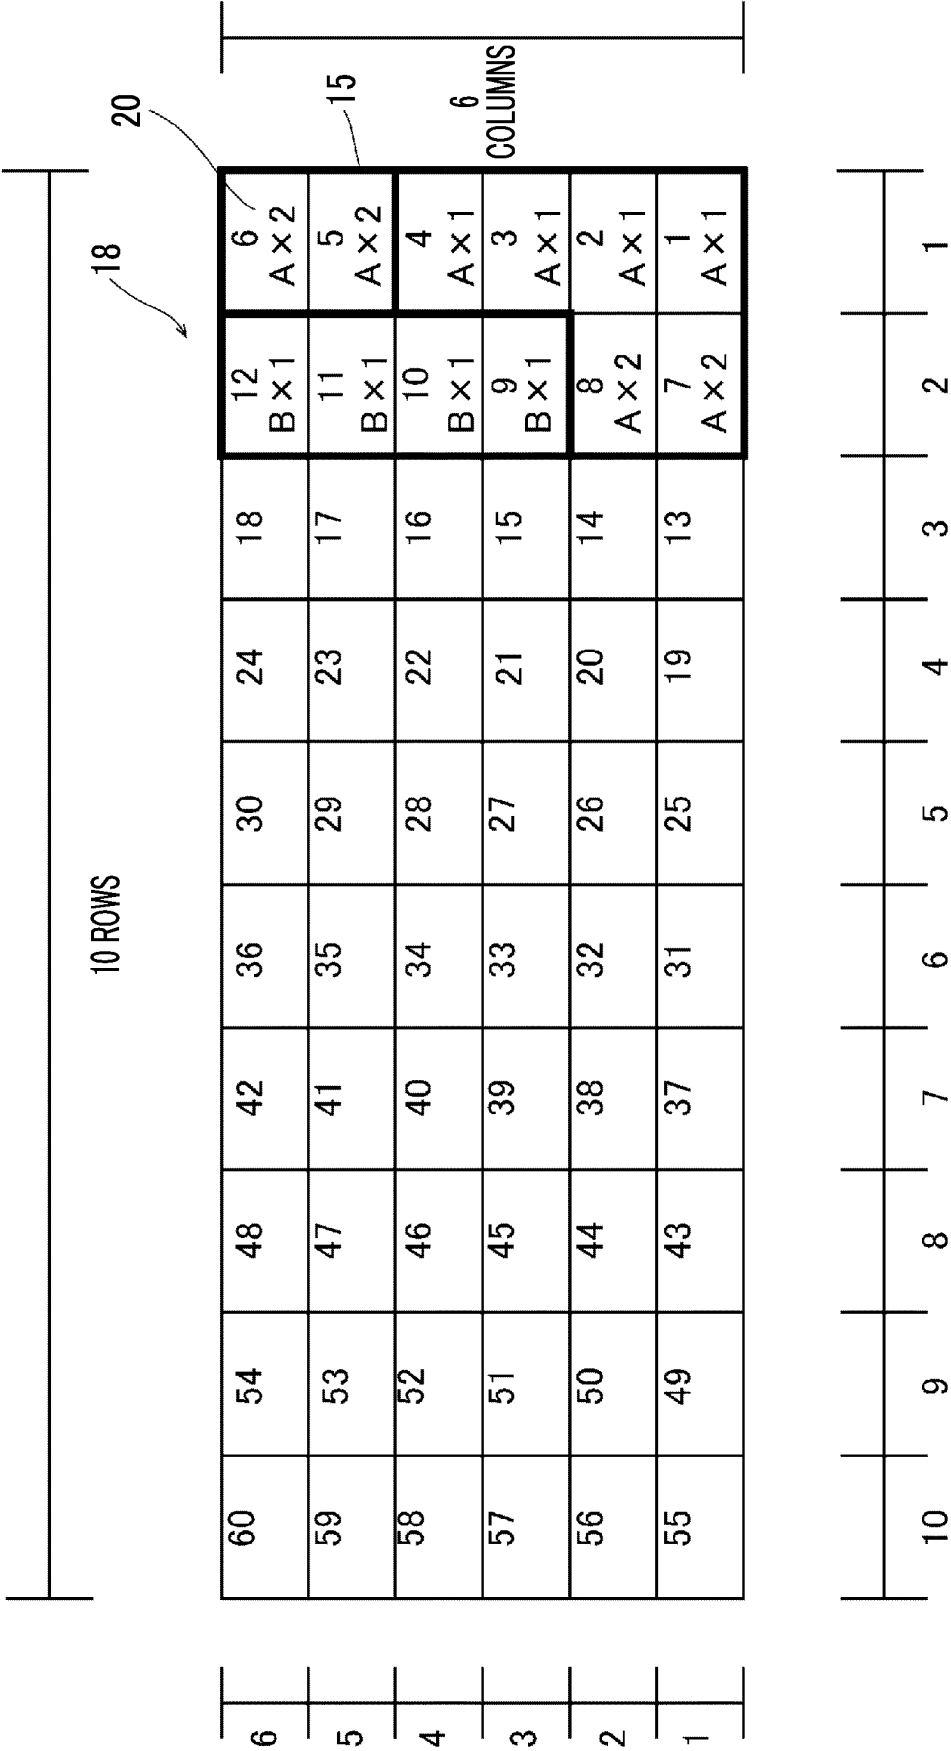 10 ROWS
18
20
6 60 54 48 42 36 30 24 18 12 6
B×1 A×2
15
5 59 53 47 41 35 29 23 17 11 5
B×1 A×2
4 58 52 46 40 34 28 22 16 10 4
B×1 A×1
6
COLUMNS
3 57 51 45 39 33 27 21 15 9 3
B×1 A×1
2 56 50 44 38 32 26 20 14 8 2
A×2 A×1
1 55 49 43 37 31 25 19 13 7 1
A×2 A×1
10 9 8 7 6 5 4 3 2 1